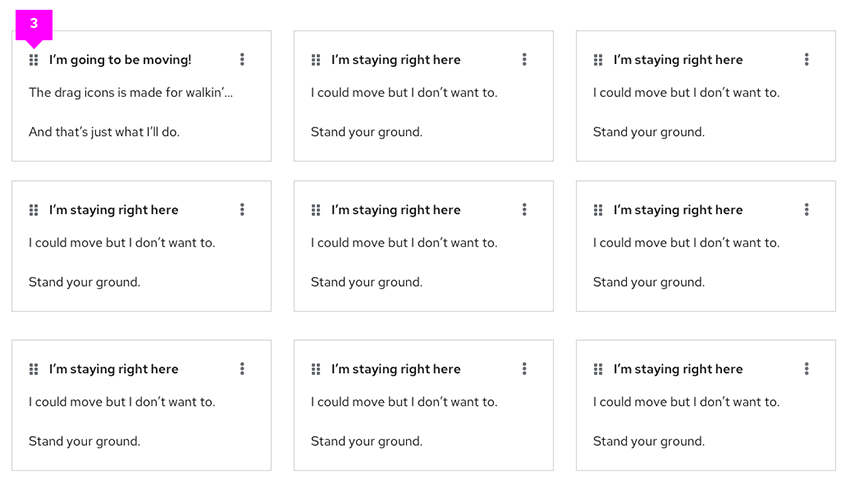 3
I’m going to be moving!
The drag icons is made for walkin’...
And that’s just what I’ll do.
I’m staying right here
I could move but I don’t want to.
Stand your ground.
I’m staying right here
I could move but I don’t want to.
Stand your ground.
I’m staying right here
I could move but I don’t want to.
Stand your ground.
I’m staying right here
I could move but I don’t want to.
Stand your ground.
I’m staying right here
I could move but I don’t want to.
Stand your ground.
I’m staying right here
I could move but I don’t want to.
Stand your ground.
I’m staying right here
I could move but I don’t want to.
Stand your ground.
I’m staying right here
I could move but I don’t want to.
Stand your ground.